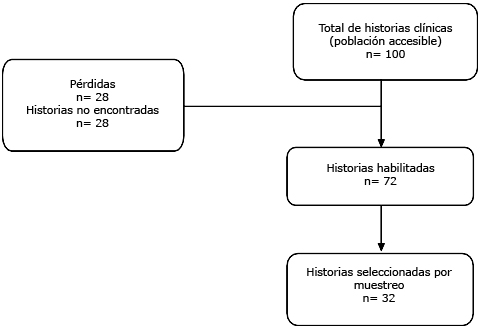 Total de historias clínicas
(población accesible)
n= 100
Pérdidas
n= 28
Historias no encontradas
n= 28
Historias habilitadas
n= 72
Historias seleccionadas por
muestreo
n= 32